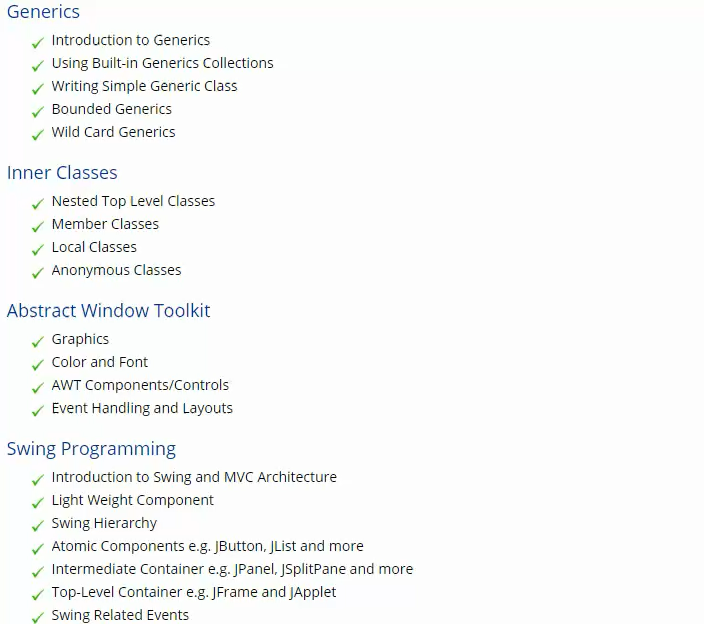 Generics
Introduction to Generics
Using Built-in Generics Collections
Writing Simple Generic Class
Bounded Generics
Wild Card Generics
Inner Classes
Nested Top Level Classes
Member Classes
Local Classes
Anonymous Classes
Abstract Window Toolkit
Graphics
Color and Font
AWT Components/Controls
Event Handling and Layouts
Swing Programming
Introduction to Swing and MVC Architecture
Light Weight Component
Swing Hierarchy
Atomic Components e.g. JButton, JList and more
Intermediate Container e.g. JPanel, JSplitPane and more
Top-Level Container e.g. JFrame and JApplet
Swing Related Events